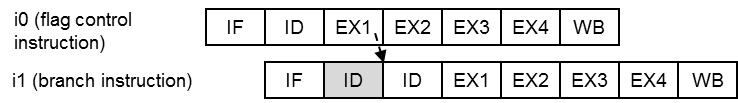 i0 (flag control instruction) IF ID EX1 EX2 EX3 EX4 WB
i1 (branch instruction) IF ID ID EX1 EX2 EX3 EX4 WB